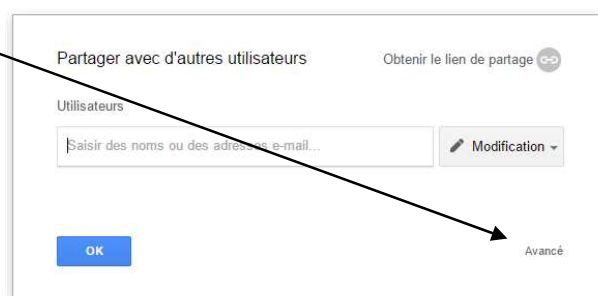 Partager avec d'autres utilisateurs Obtenir le lien de partage
Utilisateurs
Saisir des noms ou des adresses e-mail... Modification
OK Avancé